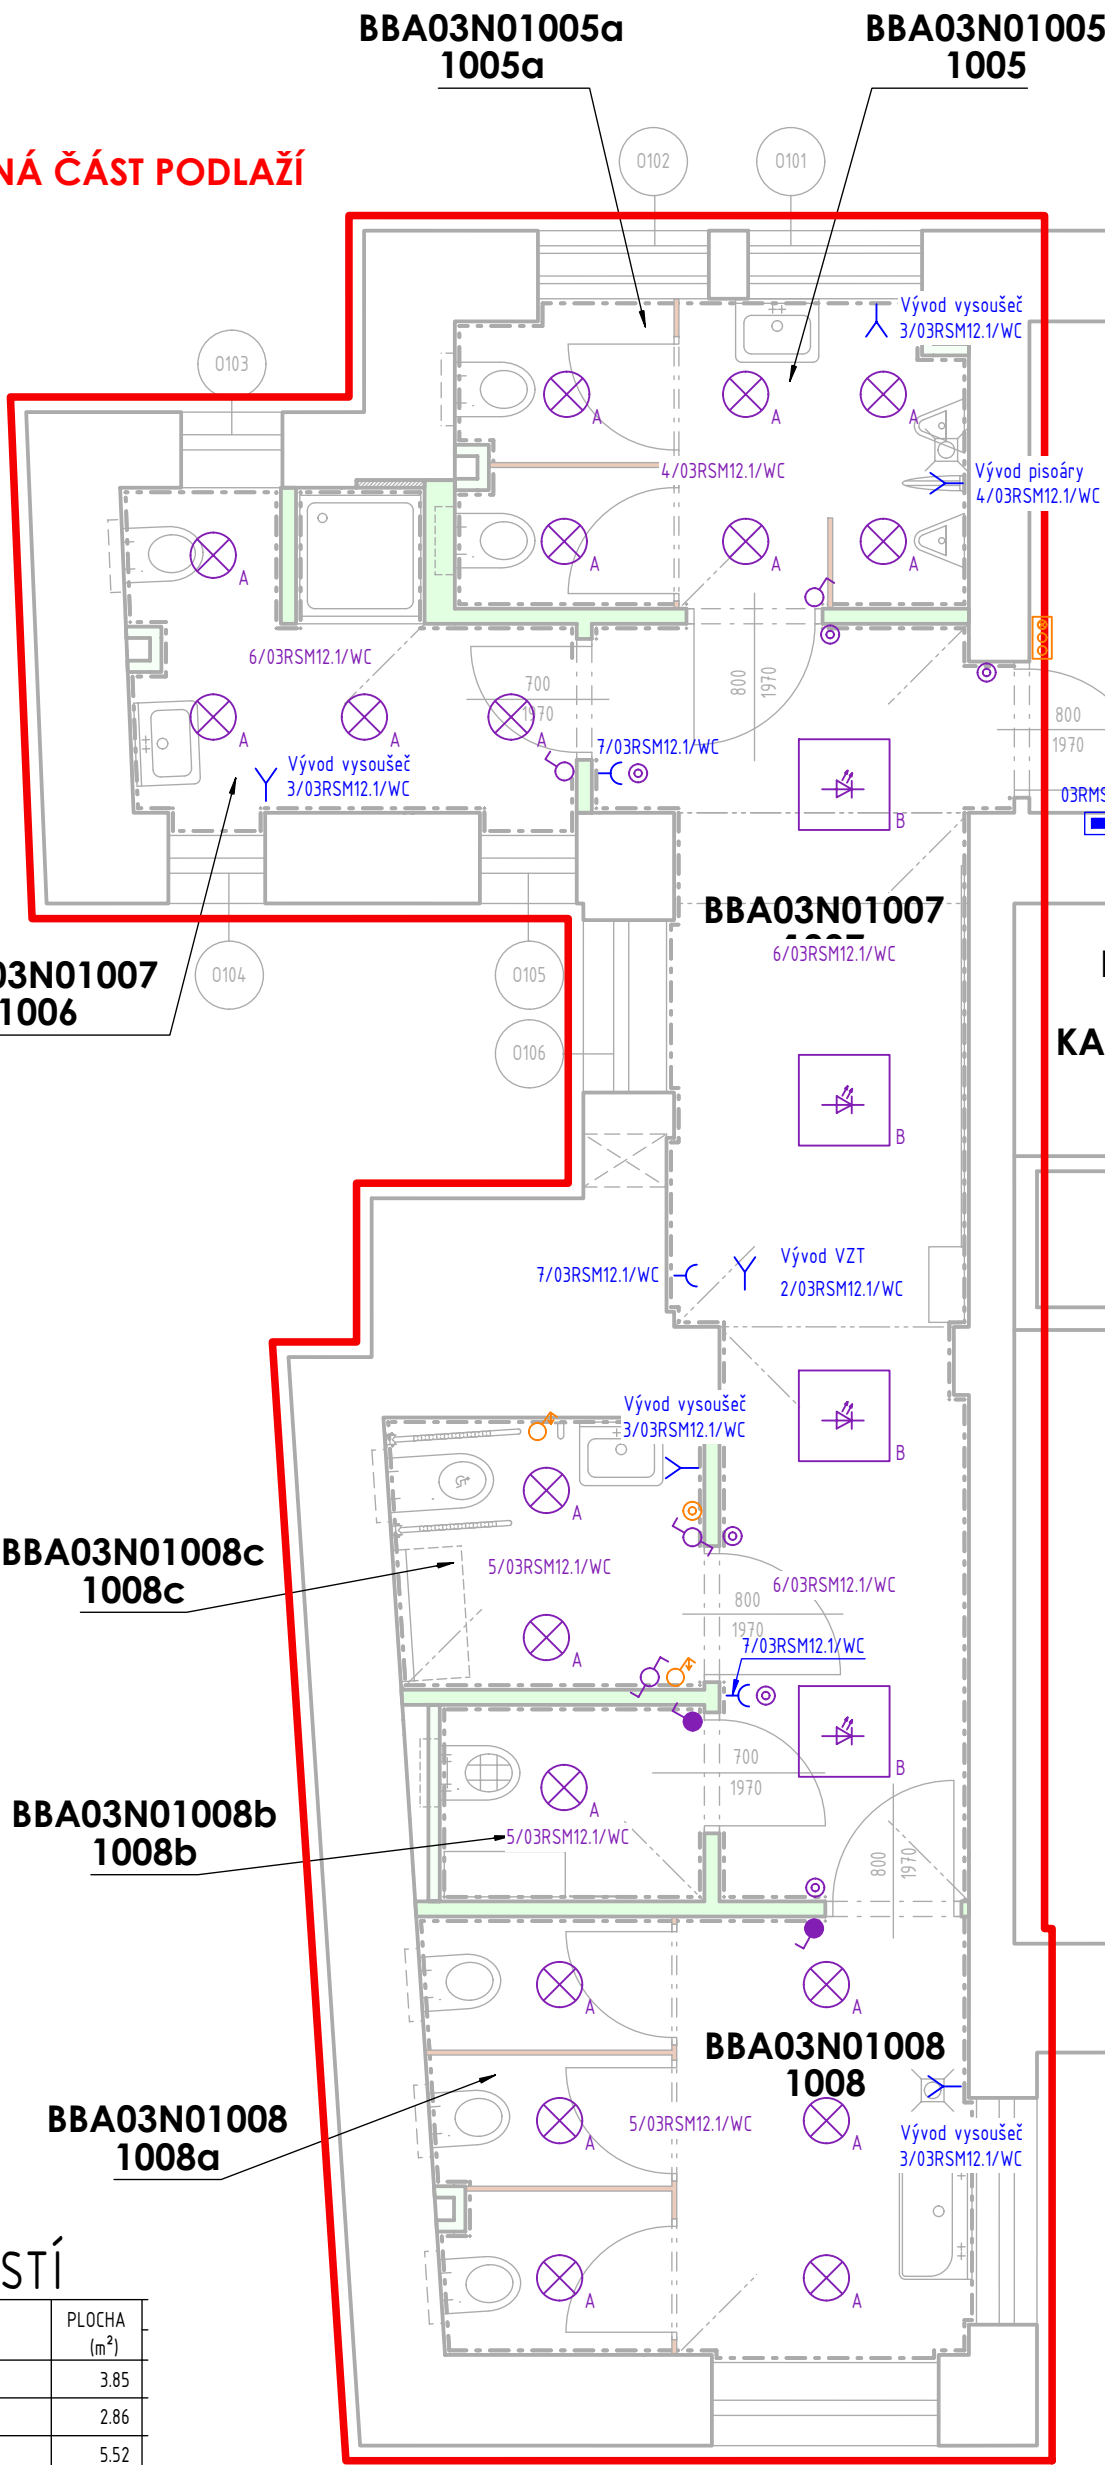 BBA03N01005a
1005a
BBA03N01005
1005
NÁ ČÁST PODLAŽÍ
O102
O101
O103
Vývod vysoušeč
3/03RSM12.1/WC
A
A
A
4/03RSM12.1/WC
Vývod pisoáry
4/03RSM12.1/WC
A
A
A
A
6/03RSM12.1/WC
700
1970
800
1970
800
1970
A
A
A
Vývod vysoušeč
3/03RSM12.1/WC
7/03RSM12.1/WC
03RMS
B
BBA03N01007
6/03RSM12.1/WC
03N01007
1006
O104
O105
O106
KA
B
7/03RSM12.1/WC
Vývod VZT
2/03RSM12.1/WC
Vývod vysoušeč
3/03RSM12.1/WC
B
A
BBA03N01008c
1008c
5/03RSM12.1/WC
6/03RSM12.1/WC
800
1970
A
7/03RSM12.1/WC
700
1970
B
BBA03N01008b
1008b
A
5/03RSM12.1/WC
800
1970
A
A
BBA03N01008
1008
BBA03N01008
1008a
5/03RSM12.1/WC
A
A
Vývod vysoušeč
3/03RSM12.1/WC
A
A
STÍ
PLOCHA
(m²)
3.85
2.86
5.52